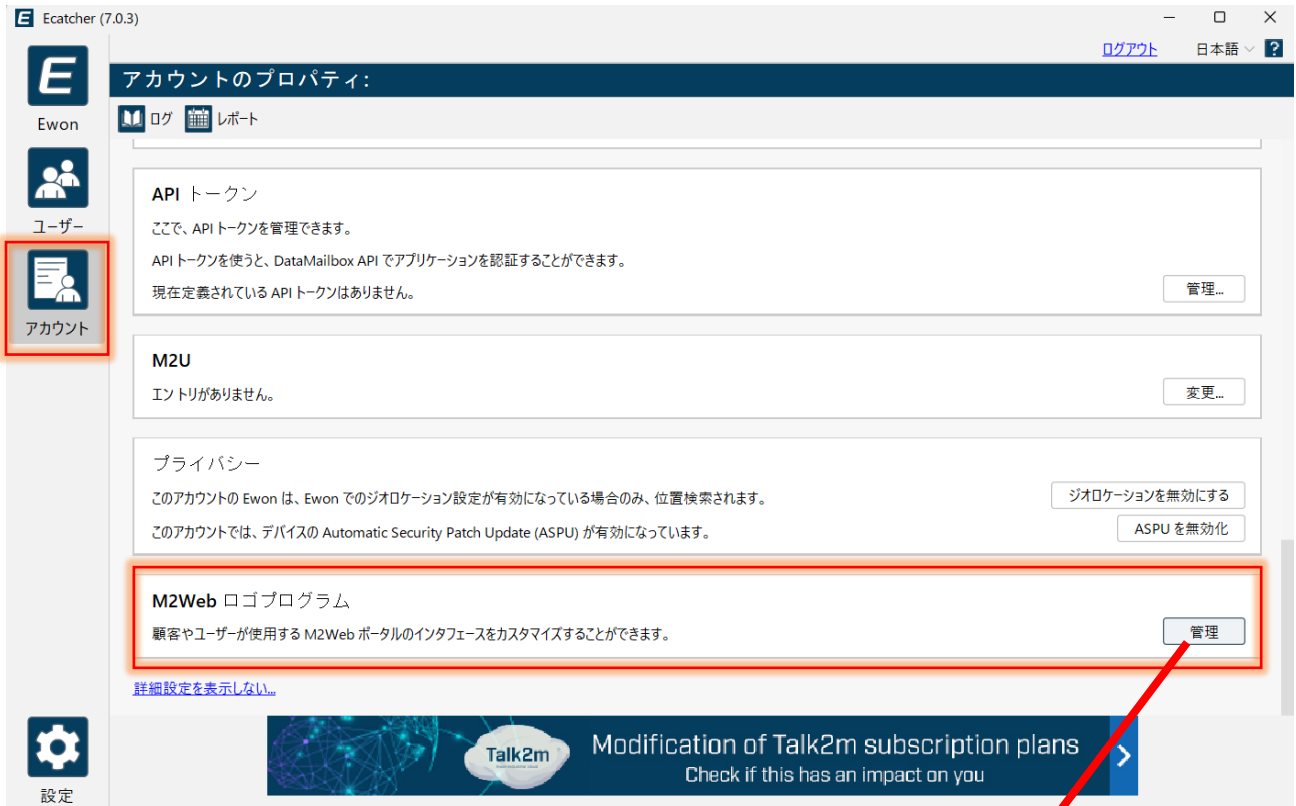 Ecatcher (7.0.3)
ログアウト 日本語
アカウントのプロパティ:
Ewon
ログ レポート
ユーザー
アカウント
API トークン
ここで、API トークンを管理できます。
API トークンを使うと、DataMailbox API でアプリケーションを認証することができます。
現在定義されている API トークンはありません。
管理...
M2U
エントリがありません。
変更...
プライバシー
このアカウントの Ewon は、Ewon でのジオロケーション設定が有効になっている場合のみ、位置検索されます。
ジオロケーションを無効にする
このアカウントでは、デバイスの Automatic Security Patch Update (ASPU) が有効になっています。
ASPU を無効化
M2Web ロゴプログラム
顧客やユーザーが使用する M2Web ポータルのインタフェースをカスタマイズすることができます。
管理
詳細設定を表示しない...
設定
Talk2m
Modification of Talk2m subscription plans
Check if this has an impact on you